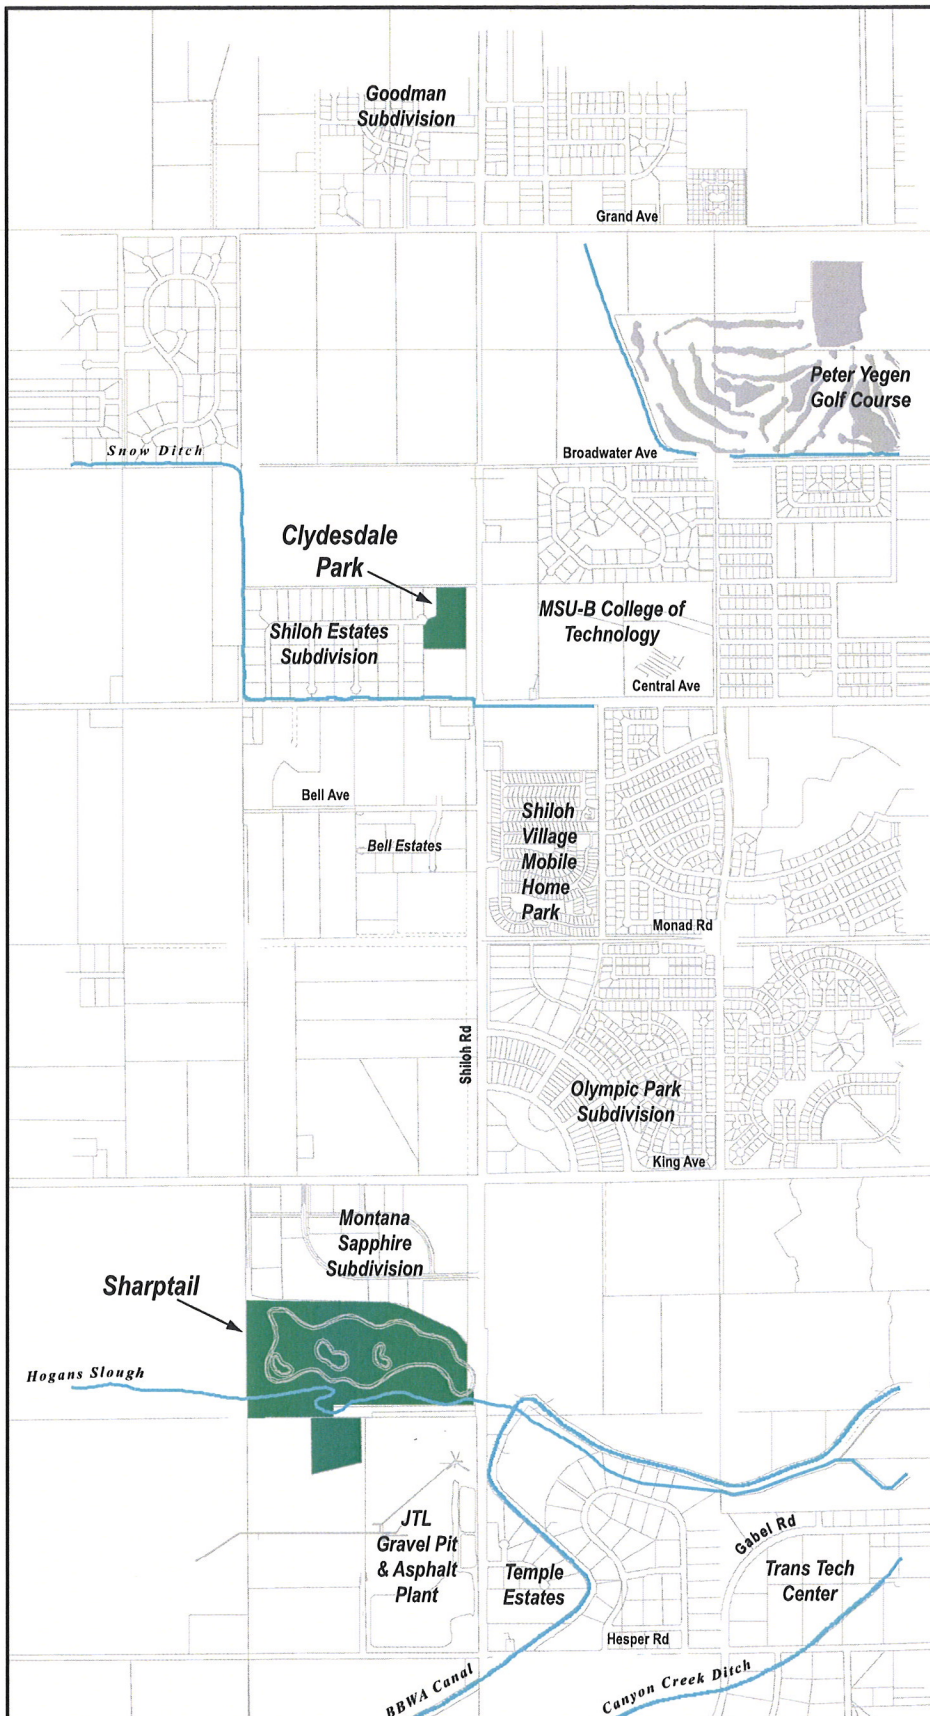 Goodman
Subdivision
Grand Ave
Peter Yegen
Golf Course
Snow Ditch
Broadwater Ave
Clydesdale
Park
MSU-B College of
Technology
Shiloh Estates
Subdivision
Central Ave
Bell Ave
Shiloh
Village
Mobile
Home
Park
Bell Estates
Monad Rd
Shiloh Rd
Olympic Park
Subdivision
King Ave
Montana
Sapphire
Subdivision
Sharptail
Hogans Slough
JTL
Gravel Pit
& Asphalt
Plant
Gabel Rd
Temple
Estates
Trans Tech
Center
Hesper Rd
BBWA Canal
Canyon Creek Ditch